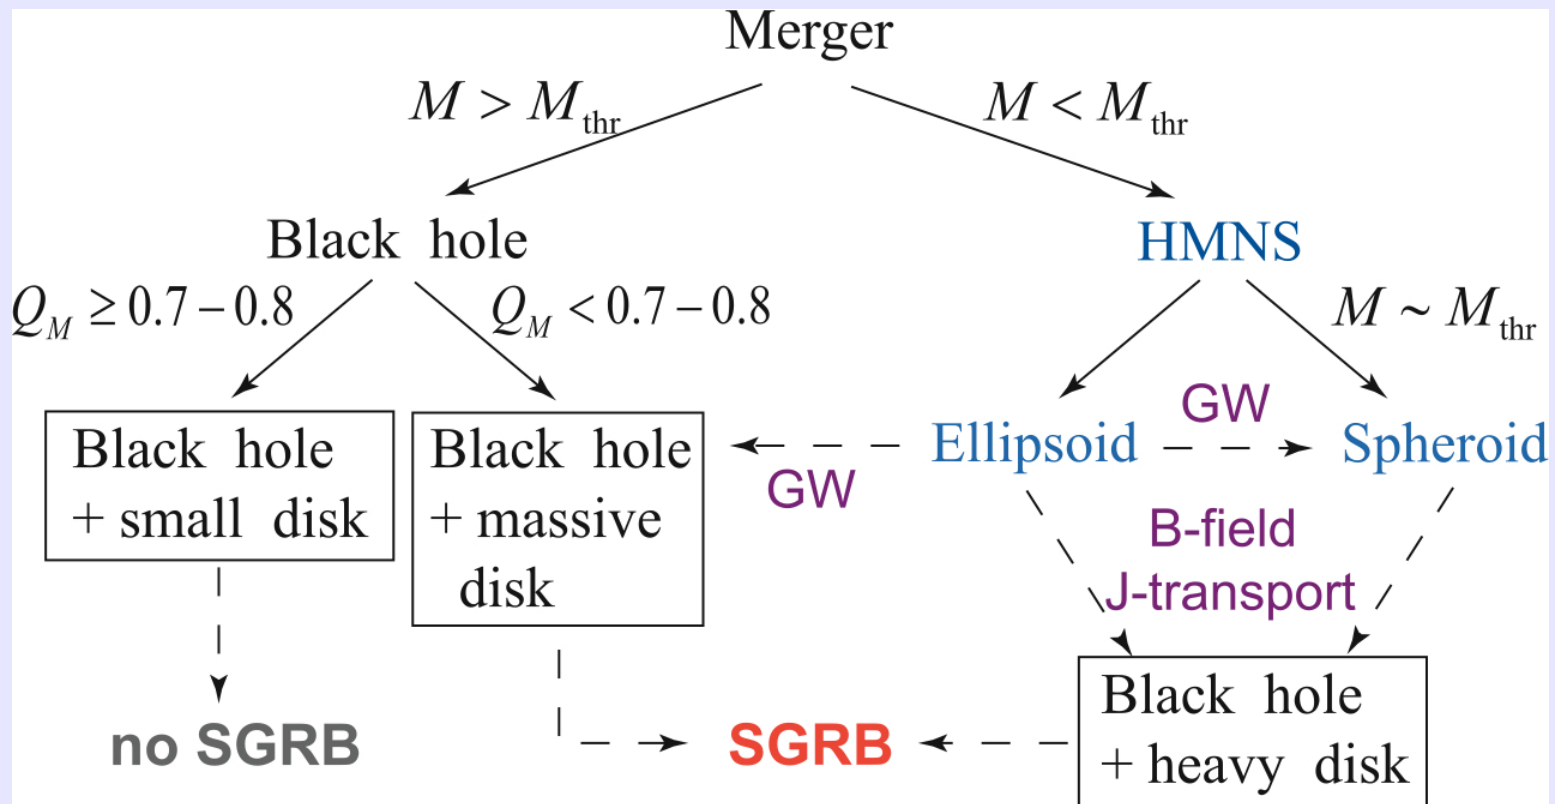 Merger
M > M_thr
M < M_thr
Black hole
HMNS
Q_M ≥ 0.7 – 0.8
Q_M < 0.7 – 0.8
M ~ M_thr
Black hole
+ small disk
Black hole
+ massive
disk
GW
Ellipsoid
GW
Spheroid
B-field
J-transport
Black hole
+ heavy disk
no SGRB
SGRB